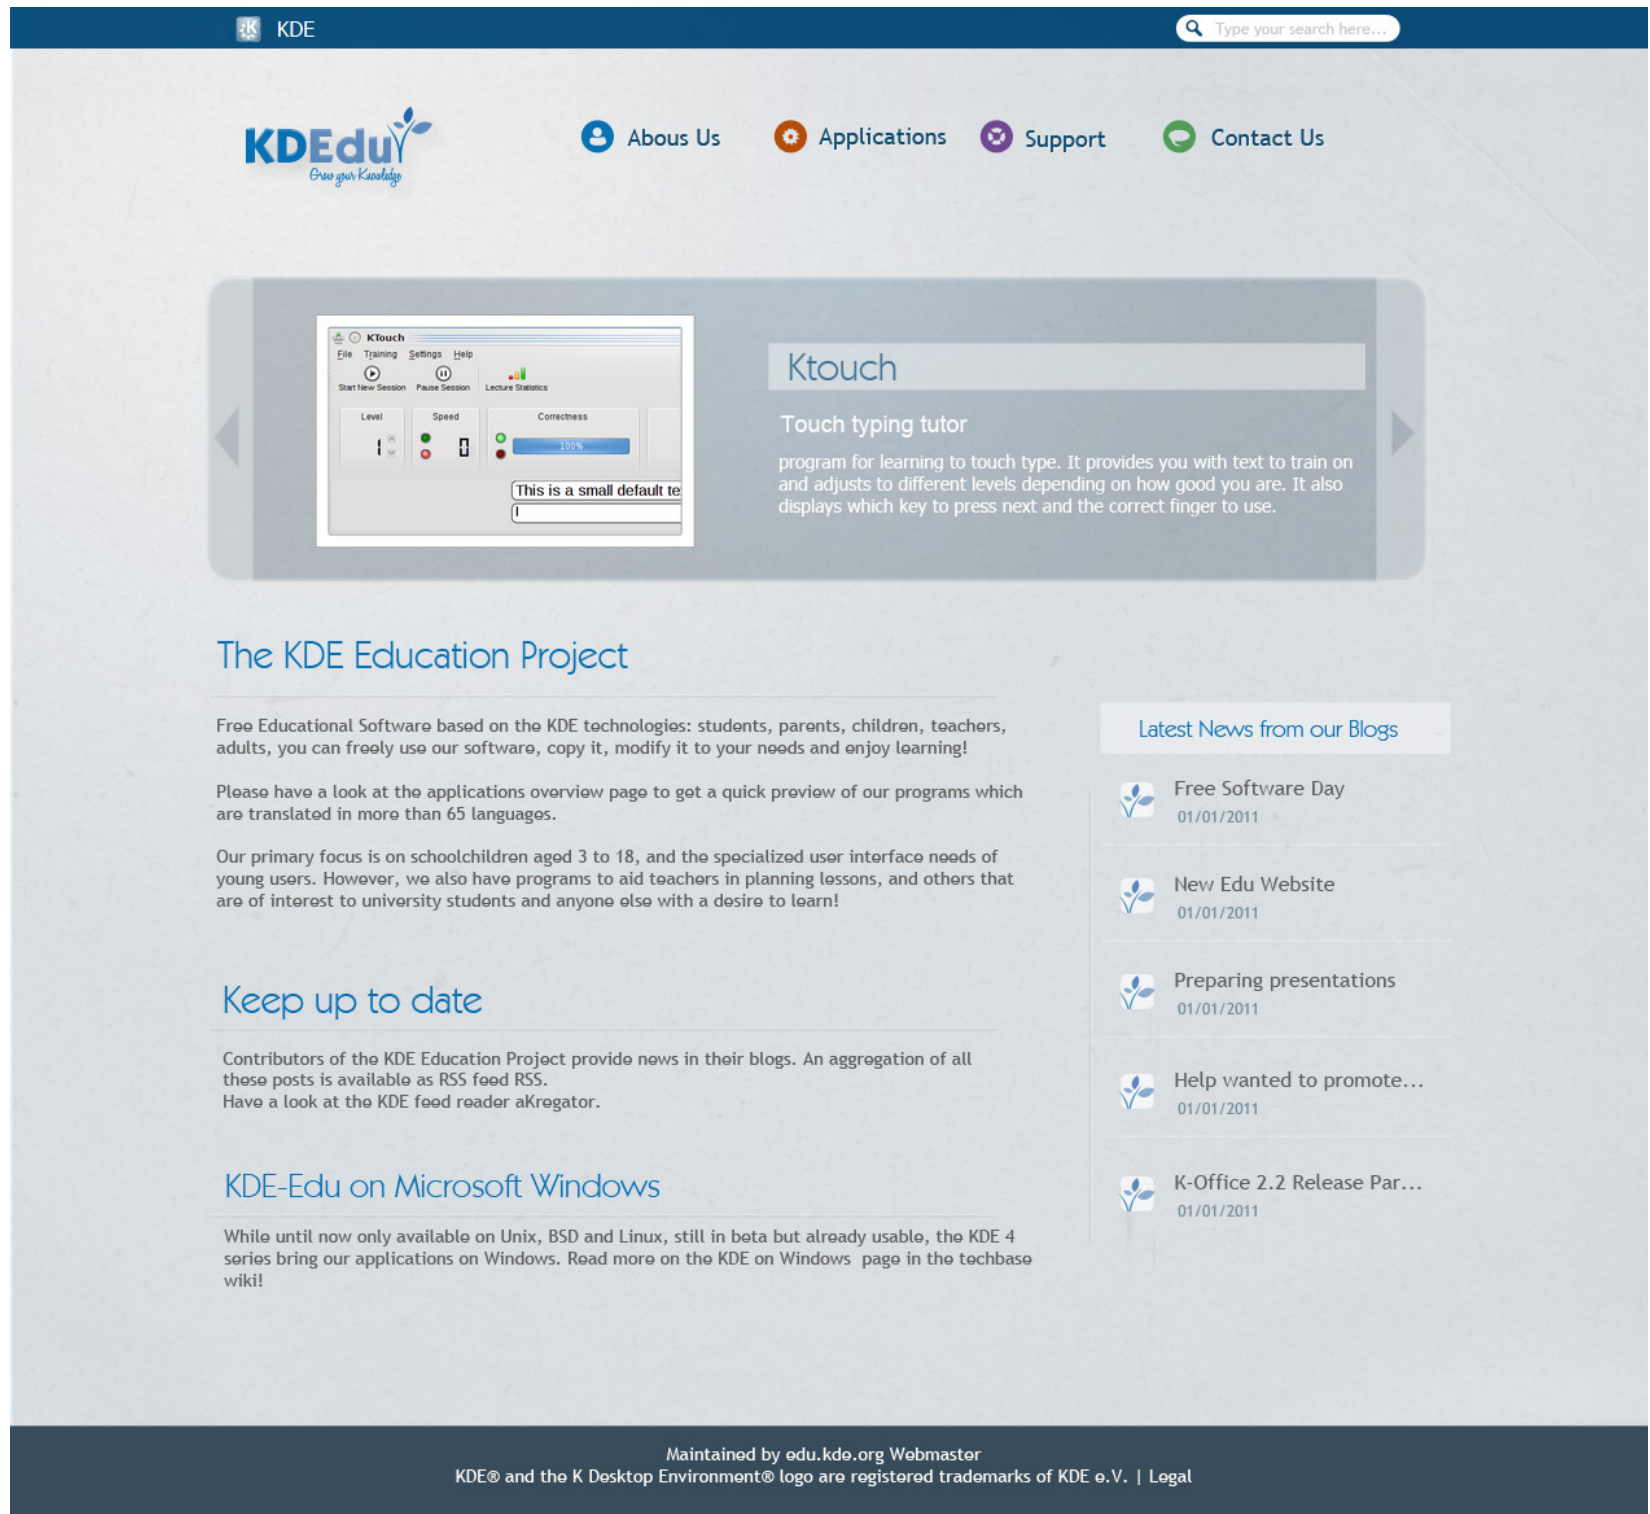 KDE
Type your search here...
KDEdu
Grow your Knowledge
Abous Us
Applications
Support
Contact Us
KTouch
File Training Settings Help
Start New Session Pause Session Lecture Statistics
Level Speed Correctness
1 0 100%
This is a small default te
Ktouch
Touch typing tutor
program for learning to touch type. It provides you with text to train on
and adjusts to different levels depending on how good you are. It also
displays which key to press next and the correct finger to use.
The KDE Education Project
Free Educational Software based on the KDE technologies: students, parents, children, teachers,
adults, you can freely use our software, copy it, modify it to your needs and enjoy learning!
Please have a look at the applications overview page to get a quick preview of our programs which
are translated in more than 65 languages.
Our primary focus is on schoolchildren aged 3 to 18, and the specialized user interface needs of
young users. However, we also have programs to aid teachers in planning lessons, and others that
are of interest to university students and anyone else with a desire to learn!
Keep up to date
Contributors of the KDE Education Project provide news in their blogs. An aggregation of all
these posts is available as RSS feed RSS.
Have a look at the KDE feed reader aKregator.
KDE-Edu on Microsoft Windows
While until now only available on Unix, BSD and Linux, still in beta but already usable, the KDE 4
series bring our applications on Windows. Read more on the KDE on Windows  page in the techbase
wiki!
Latest News from our Blogs
Free Software Day
01/01/2011
New Edu Website
01/01/2011
Preparing presentations
01/01/2011
Help wanted to promote...
01/01/2011
K-Office 2.2 Release Par...
01/01/2011
Maintained by edu.kde.org Webmaster
KDE® and the K Desktop Environment® logo are registered trademarks of KDE e.V. | Legal